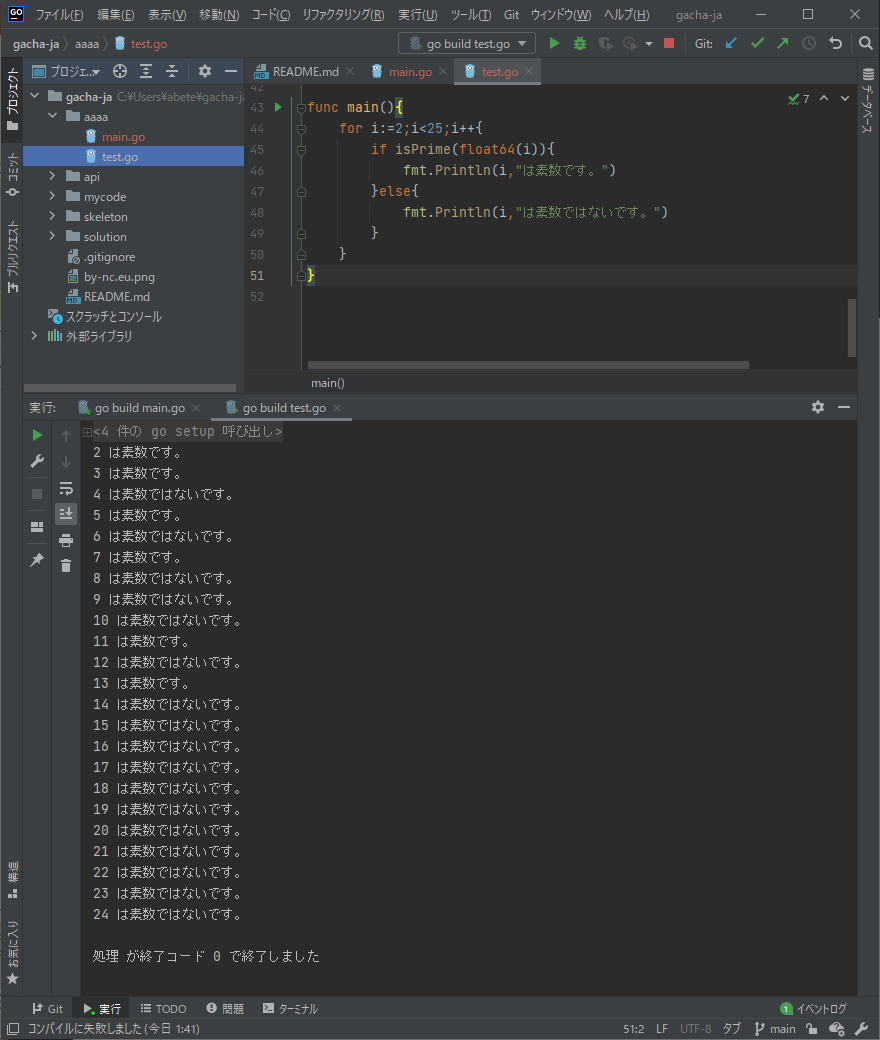 GO ファイル(F) 編集(E) 表示(V) 移動(N) コード(C) リファクタリング(R) 実行(U) ツール(T) Git ウィンドウ(W) ヘルプ(H) gacha-ja
gacha-ja aaaa test.go go build test.go Git:
プロジェ... README.md main.go test.go
プロジェクト
コミット
プルリクエスト
構造
お気に入り
データベース
gacha-ja C:¥Users¥abete¥gacha-ja
aaaa
main.go
test.go
api
mycode
skeleton
solution
.gitignore
by-nc.eu.png
README.md
スクラッチとコンソール
外部ライブラリ
42
43 func main(){ 7
44 for i:=2;i<25;i++{
45 if isPrime(float64(i)){
46 fmt.Println(i,"は素数です。")
47 }else{
48 fmt.Println(i,"は素数ではないです。")
49 }
50 }
51 }
52
main()
実行: go build main.go go build test.go
<4 件の go setup 呼び出し>
2 は素数です。
3 は素数です。
4 は素数ではないです。
5 は素数です。
6 は素数ではないです。
7 は素数です。
8 は素数ではないです。
9 は素数ではないです。
10 は素数ではないです。
11 は素数です。
12 は素数ではないです。
13 は素数です。
14 は素数ではないです。
15 は素数ではないです。
16 は素数ではないです。
17 は素数ではないです。
18 は素数ではないです。
19 は素数ではないです。
20 は素数ではないです。
21 は素数ではないです。
22 は素数ではないです。
23 は素数ではないです。
24 は素数ではないです。
処理 が終了コード 0 で終了しました
Git 実行 TODO 問題 ターミナル 1 イベントログ
コンパイルに失敗しました (今日 1:41) 51:2 LF UTF-8 タブ main